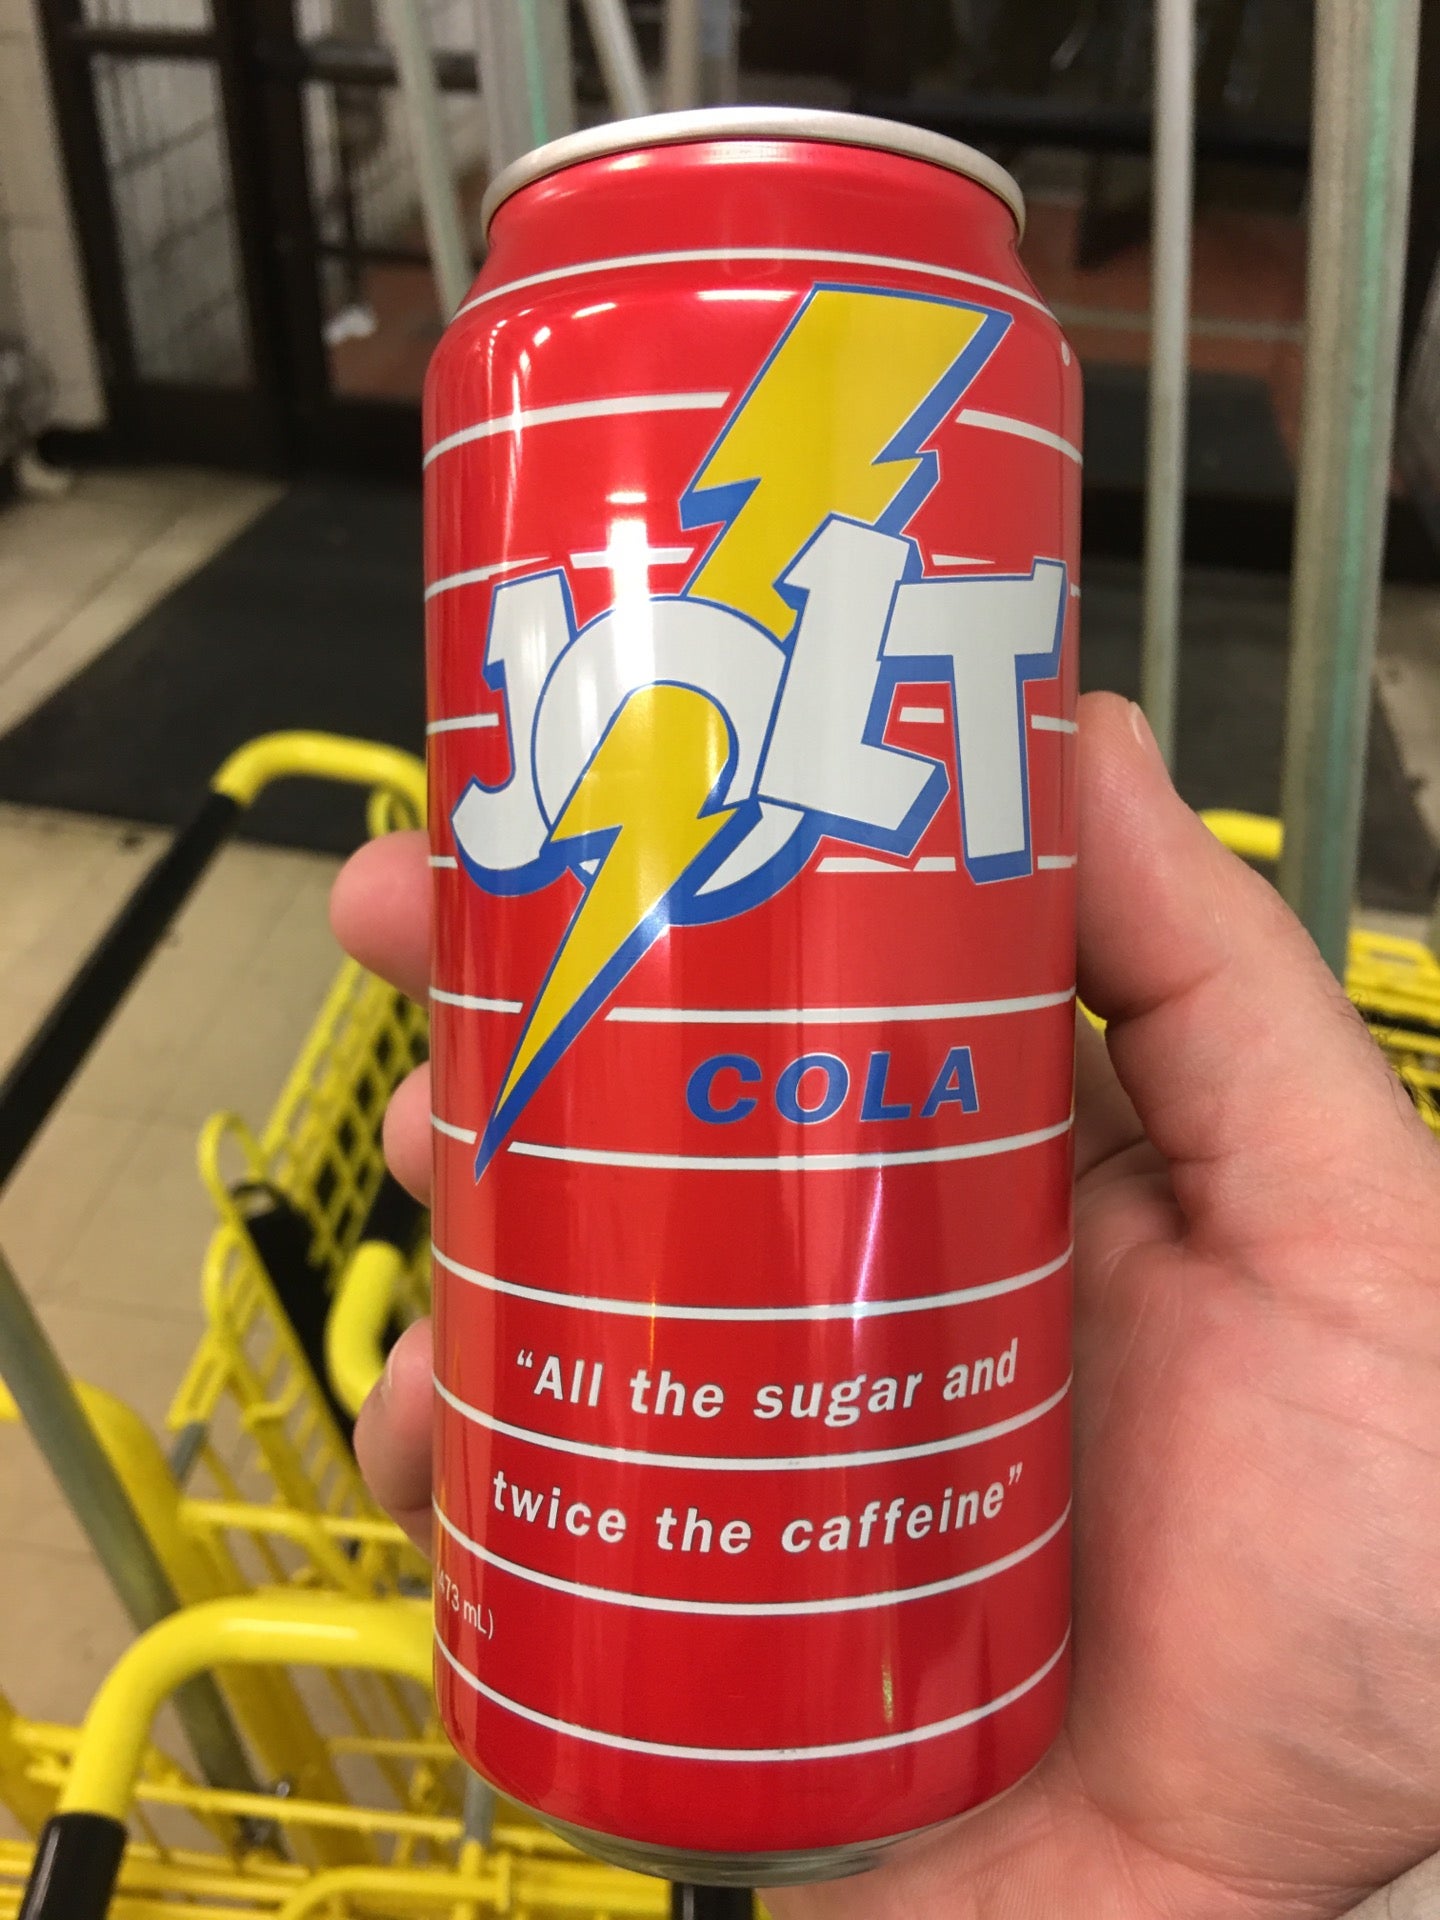 JOLT
COLA
“All the sugar and
twice the caffeine”
473 mL)